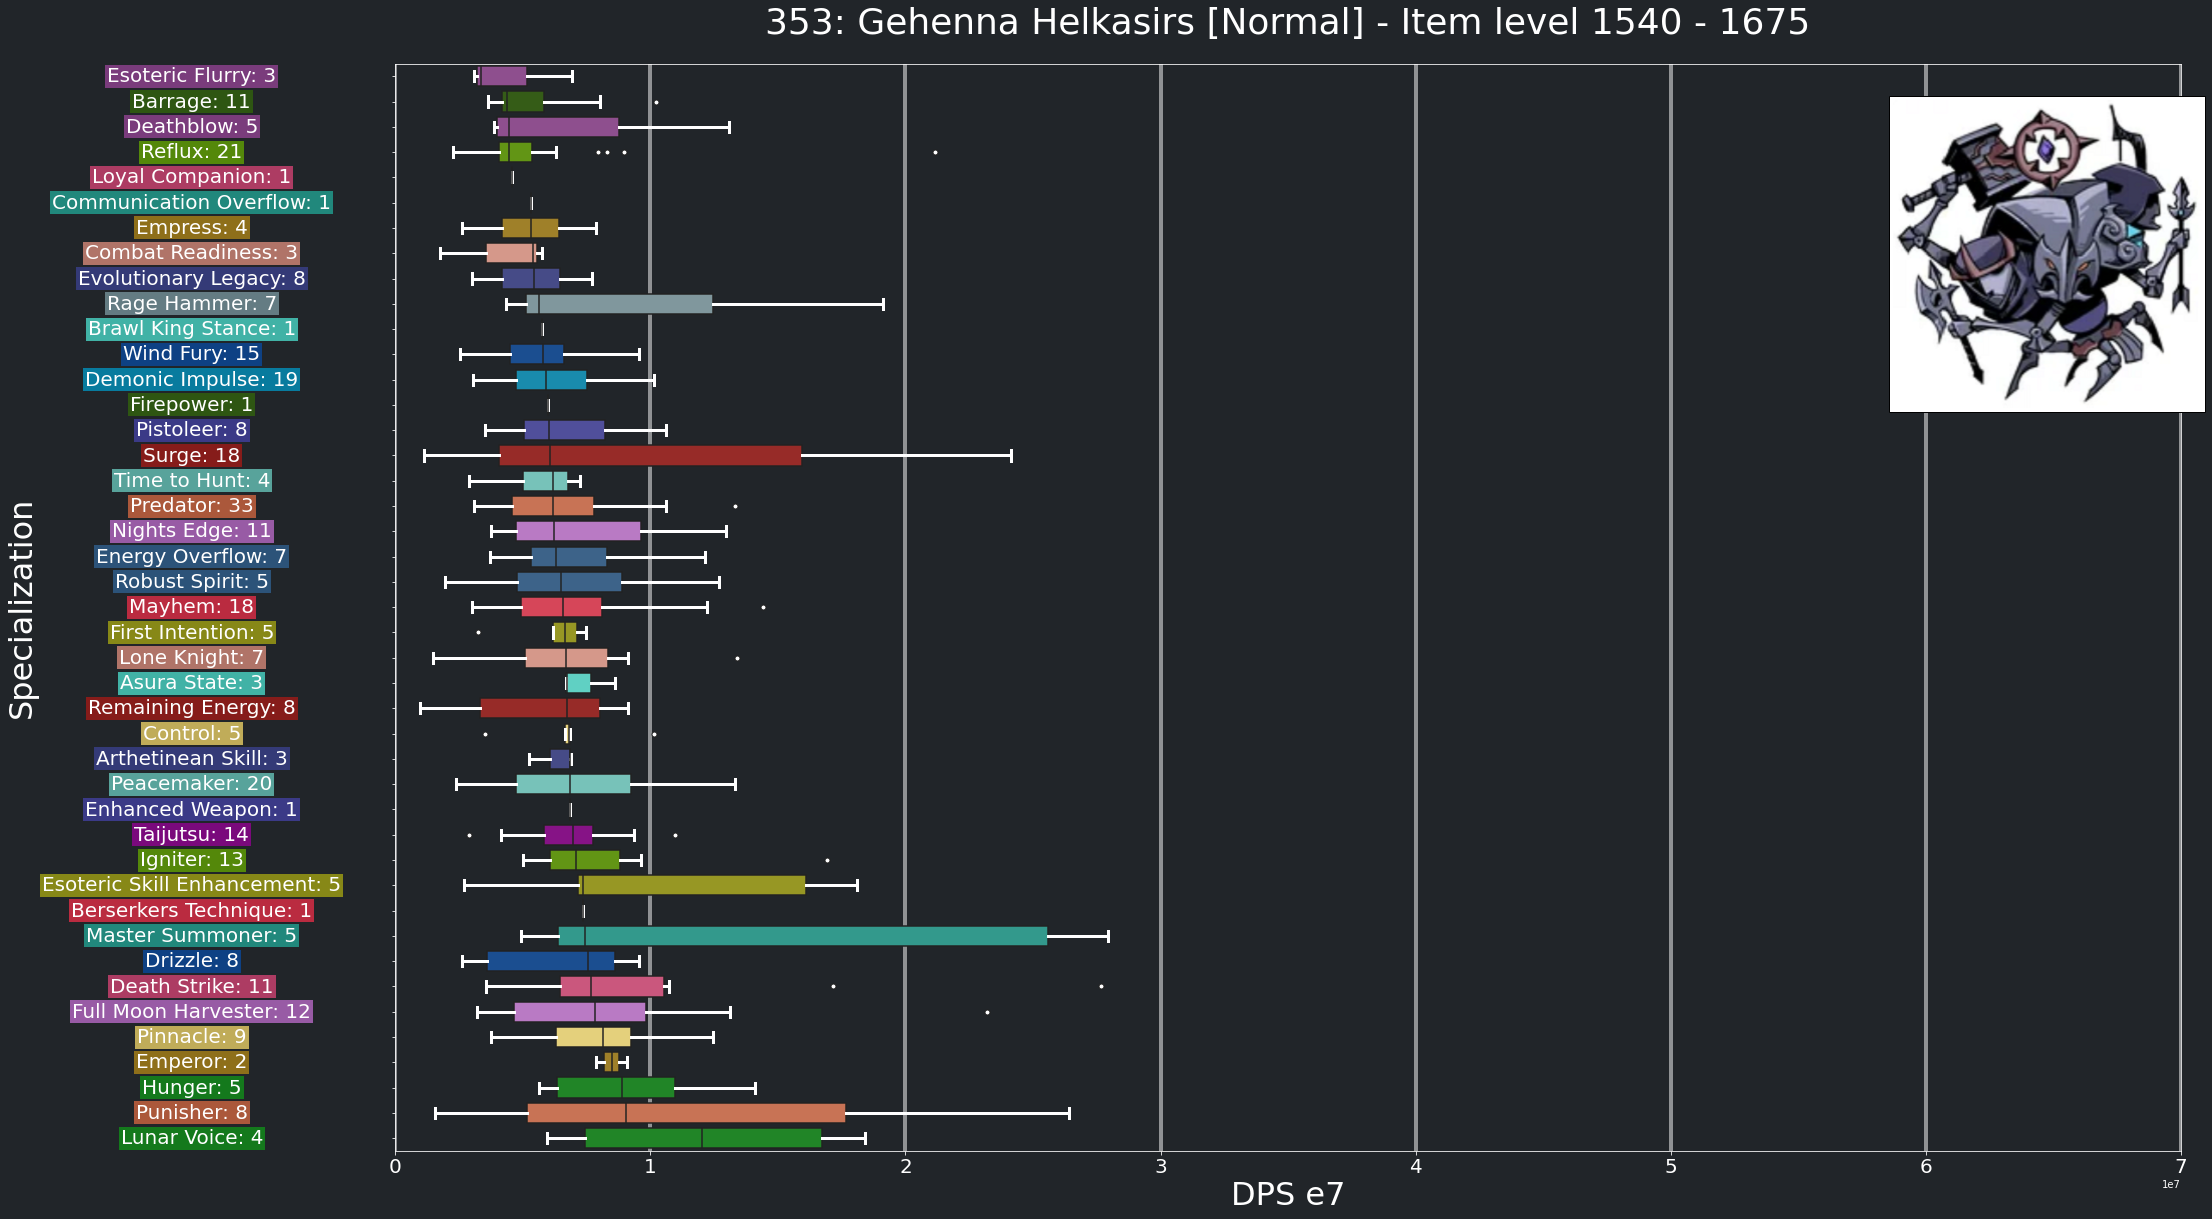 353: Gehenna Helkasirs [Normal] - Item level 1540 - 1675
Specialization
Esoteric Flurry: 3
Barrage: 11
Deathblow: 5
Reflux: 21
Loyal Companion: 1
Communication Overflow: 1
Empress: 4
Combat Readiness: 3
Evolutionary Legacy: 8
Rage Hammer: 7
Brawl King Stance: 1
Wind Fury: 15
Demonic Impulse: 19
Firepower: 1
Pistoleer: 8
Surge: 18
Time to Hunt: 4
Predator: 33
Nights Edge: 11
Energy Overflow: 7
Robust Spirit: 5
Mayhem: 18
First Intention: 5
Lone Knight: 7
Asura State: 3
Remaining Energy: 8
Control: 5
Arthetinean Skill: 3
Peacemaker: 20
Enhanced Weapon: 1
Taijutsu: 14
Igniter: 13
Esoteric Skill Enhancement: 5
Berserkers Technique: 1
Master Summoner: 5
Drizzle: 8
Death Strike: 11
Full Moon Harvester: 12
Pinnacle: 9
Emperor: 2
Hunger: 5
Punisher: 8
Lunar Voice: 4
0 1 2 3 4 5 6 7
1e7
DPS e7